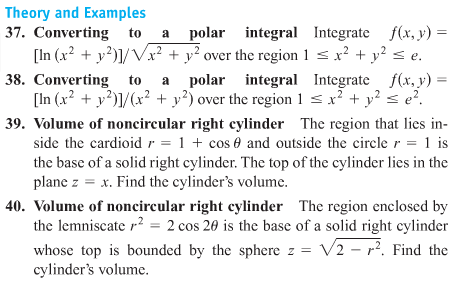 Theory and Examples
37. Converting to a polar integral Integrate f(x, y) =
[ln (x² + y²)]/√x² + y² over the region 1 ≤ x² + y² ≤ e.
38. Converting to a polar integral Integrate f(x, y) =
[ln (x² + y²)]/(x² + y²) over the region 1 ≤ x² + y² ≤ e².
39. Volume of noncircular right cylinder The region that lies in-
side the cardioid r = 1 + cos θ and outside the circle r = 1 is
the base of a solid right cylinder. The top of the cylinder lies in the
plane z = x. Find the cylinder's volume.
40. Volume of noncircular right cylinder The region enclosed by
the lemniscate r² = 2 cos 2θ is the base of a solid right cylinder
whose top is bounded by the sphere z = √2 − r². Find the
cylinder's volume.